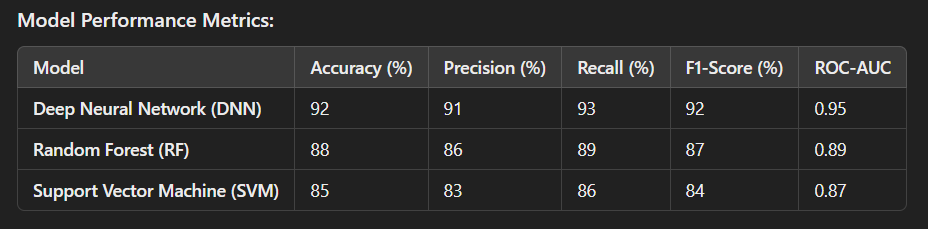 Model Performance Metrics:
Model Accuracy (%) Precision (%) Recall (%) F1-Score (%) ROC-AUC
Deep Neural Network (DNN) 92 91 93 92 0.95
Random Forest (RF) 88 86 89 87 0.89
Support Vector Machine (SVM) 85 83 86 84 0.87